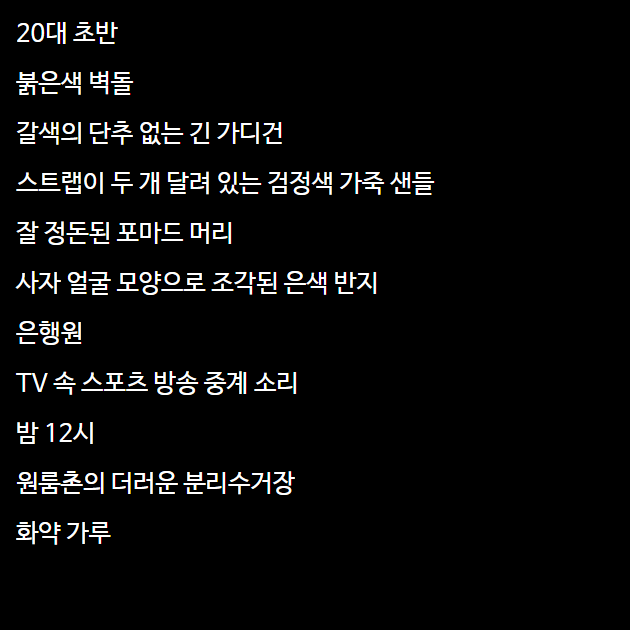 20대 초반
붉은색 벽돌
갈색의 단추 없는 긴 가디건
스트랩이 두 개 달려 있는 검정색 가죽 샌들
잘 정돈된 포마드 머리
사자 얼굴 모양으로 조각된 은색 반지
은행원
TV 속 스포츠 방송 중계 소리
밤 12시
원룸촌의 더러운 분리수거장
화약 가루